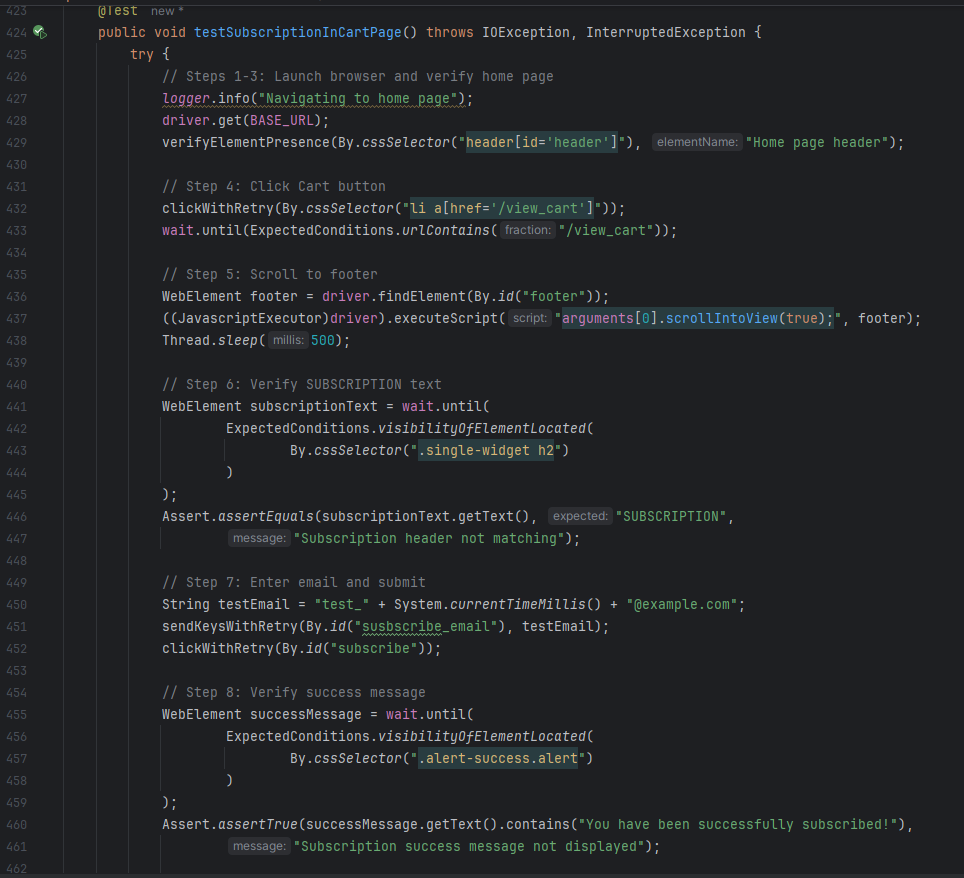 423 @Test new *
424 public void testSubscriptionInCartPage() throws IOException, InterruptedException {
425 try {
426 // Steps 1-3: Launch browser and verify home page
427 logger.info("Navigating to home page");
428 driver.get(BASE_URL);
429 verifyElementPresence(By.cssSelector("header[id='header']"), elementName: "Home page header");
430
431 // Step 4: Click Cart button
432 clickWithRetry(By.cssSelector("li a[href='/view_cart']"));
433 wait.until(ExpectedConditions.urlContains( fraction: "/view_cart"));
434
435 // Step 5: Scroll to footer
436 WebElement footer = driver.findElement(By.id("footer"));
437 ((JavascriptExecutor)driver).executeScript( script: "arguments[0].scrollIntoView(true);", footer);
438 Thread.sleep( millis: 500);
439
440 // Step 6: Verify SUBSCRIPTION text
441 WebElement subscriptionText = wait.until(
442 ExpectedConditions.visibilityOfElementLocated(
443 By.cssSelector(".single-widget h2")
444 )
445 );
446 Assert.assertEquals(subscriptionText.getText(), expected: "SUBSCRIPTION",
447 message: "Subscription header not matching");
448
449 // Step 7: Enter email and submit
450 String testEmail = "test_" + System.currentTimeMillis() + "@example.com";
451 sendKeysWithRetry(By.id("susbscribe_email"), testEmail);
452 clickWithRetry(By.id("subscribe"));
453
454 // Step 8: Verify success message
455 WebElement successMessage = wait.until(
456 ExpectedConditions.visibilityOfElementLocated(
457 By.cssSelector(".alert-success.alert")
458 )
459 );
460 Assert.assertTrue(successMessage.getText().contains("You have been successfully subscribed!"),
461 message: "Subscription success message not displayed");
462